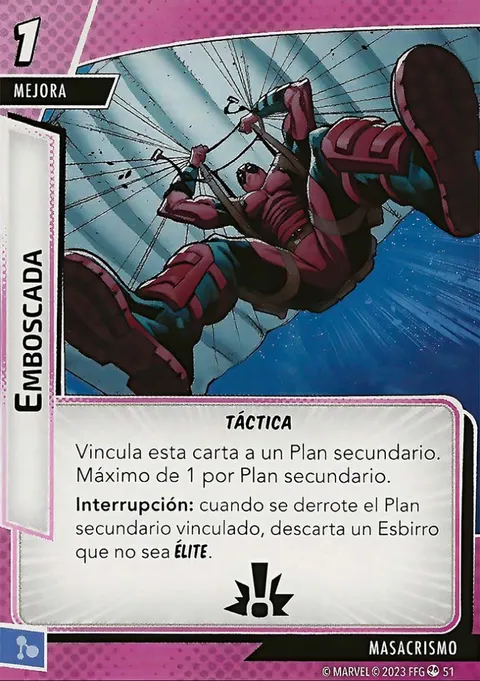 1
MEJORA
EMBOSCADA
TÁCTICA
Vincula esta carta a un Plan secundario.
Máximo de 1 por Plan secundario.
Interrupción: cuando se derrote el Plan
secundario vinculado, descarta un Esbirro
que no sea ÉLITE.
MASACRISMO
© MARVEL © 2023 FFG 51